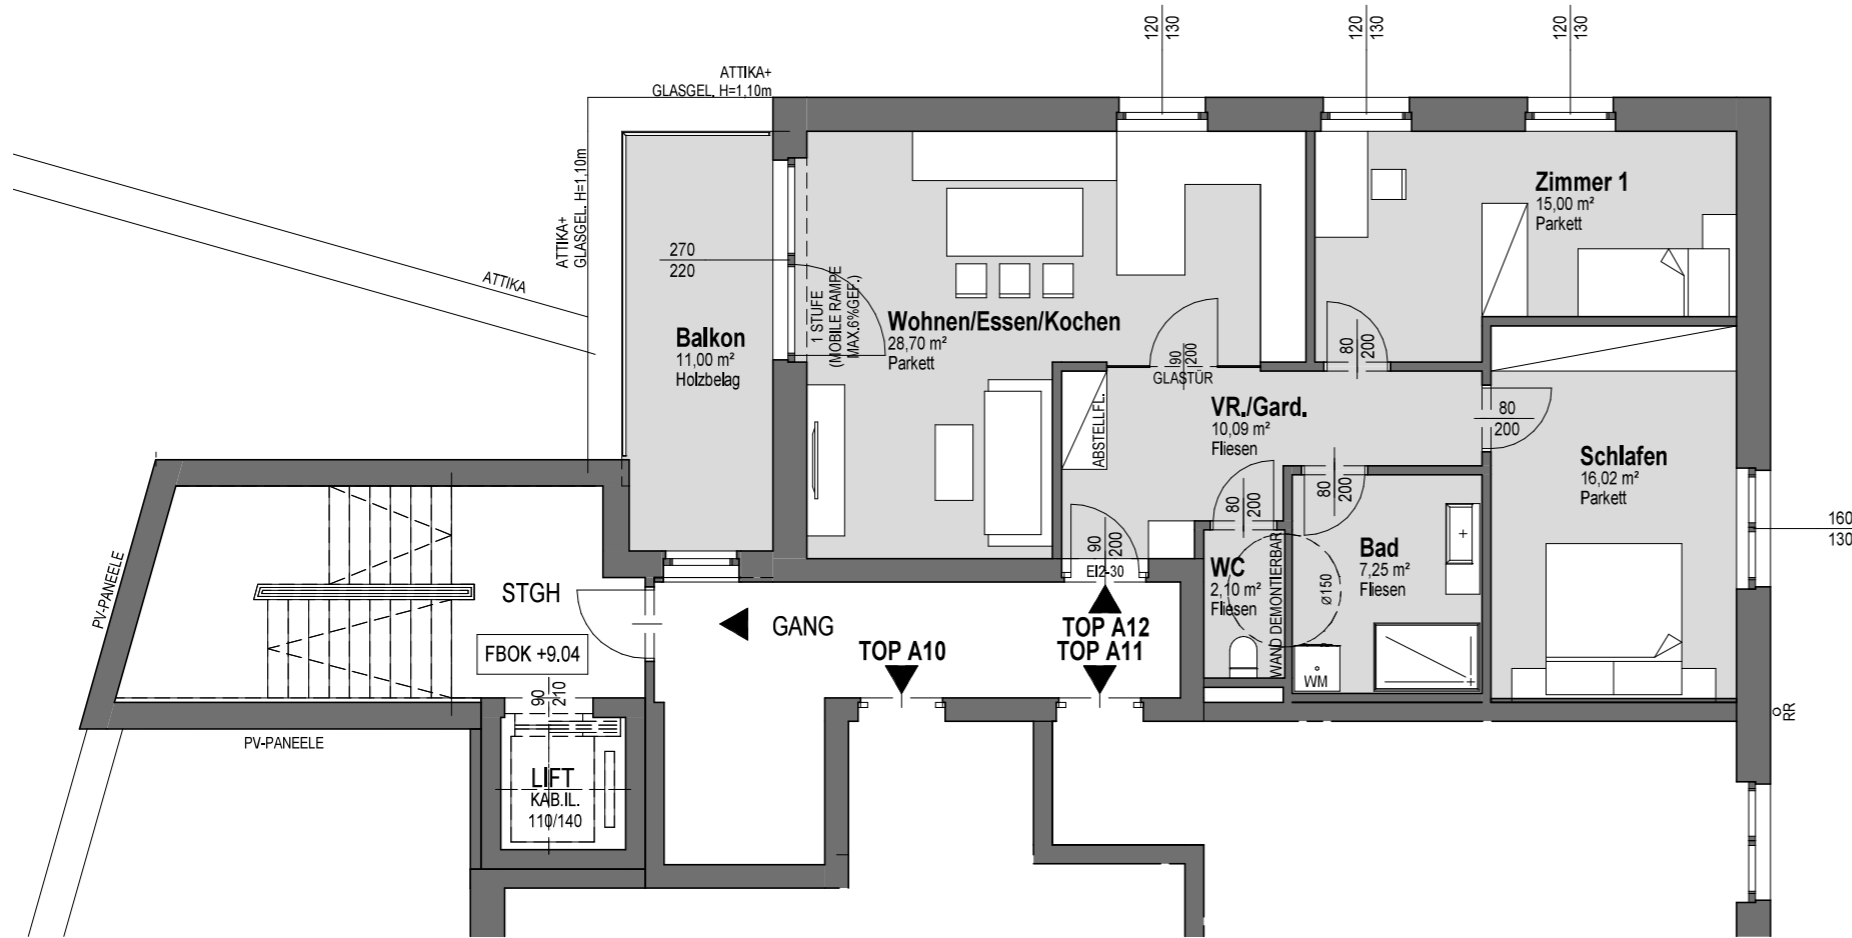 120
130
120
130
120
130
ATTIKA+
GLASGEL. H=1,10m
ATTIKA+
GLASGEL. H=1,10m
ATTIKA
270
220
1 STUFE
(MOBILE RAMPE
MAX.6%GEF.)
Balkon
11,00 m²
Holzbelag
Wohnen/Essen/Kochen
28,70 m²
Parkett
Zimmer 1
15,00 m²
Parkett
80
200
90
200
GLASTÜR
ABSTELLFL.
VR./Gard.
10,09 m²
Fliesen
80
200
Schlafen
16,02 m²
Parkett
160
130
80
200
80
200
90
200
EI2-30
WC
2,10 m²
Fliesen
WAND DEMONTIERBAR
Ø150
Bad
7,25 m²
Fliesen
WM
PV-PANEELE
STGH
FBOK +9.04
GANG
TOP A10
TOP A12
TOP A11
90
210
PV-PANEELE
LIFT
KAB.IL.
110/140
RR